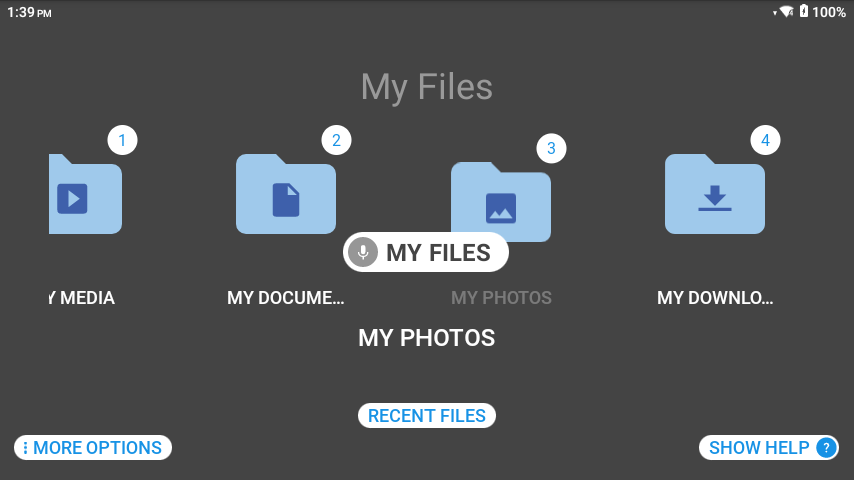 1:39 PM
100%
My Files
1
2
3
4
MY FILES
Y MEDIA
MY DOCUME...
MY PHOTOS
MY DOWNLO...
MY PHOTOS
RECENT FILES
MORE OPTIONS
SHOW HELP ?